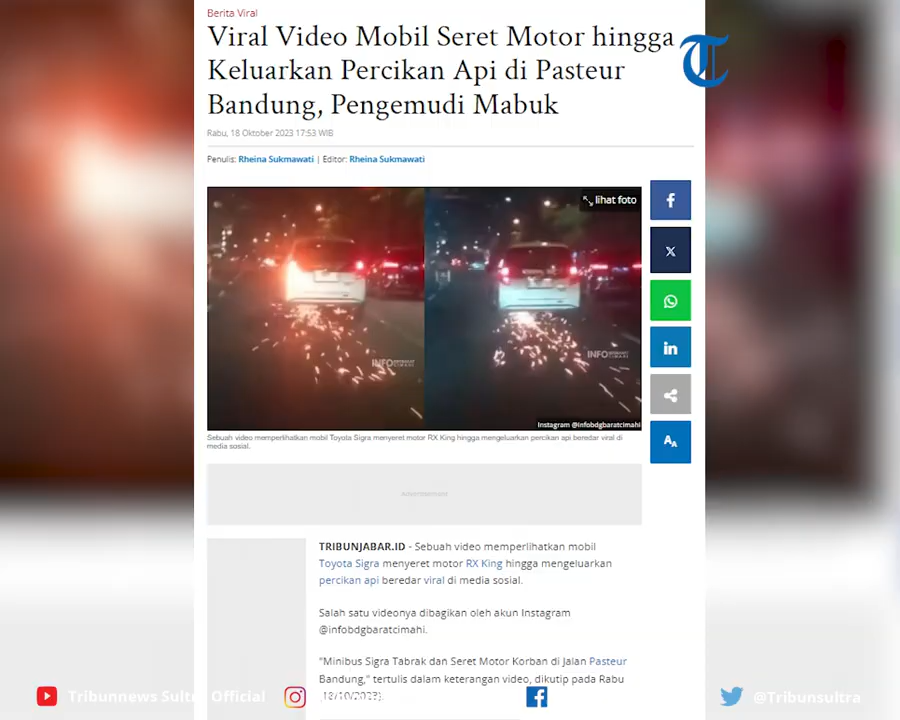 Berita Viral
Viral Video Mobil Seret Motor hingga
Keluarkan Percikan Api di Pasteur
Bandung, Pengemudi Mabuk
Rabu, 18 Oktober 2023 17:53 WIB
Penulis: Rheina Sukmawati | Editor: Rheina Sukmawati
lihat foto
INFO
INFO
Instagram @infobdgbaratcimahi
Sebuah video memperlihatkan mobil Toyota Sigra menyeret motor RX King hingga mengeluarkan percikan api beredar viral di
media sosial.
Advertisement
TRIBUNJABAR.ID - Sebuah video memperlihatkan mobil
Toyota Sigra menyeret motor RX King hingga mengeluarkan
percikan api beredar viral di media sosial.
Salah satu videonya dibagikan oleh akun Instagram
@infobdgbaratcimahi.
"Minibus Sigra Tabrak dan Seret Motor Korban di Jalan Pasteur
Bandung," tertulis dalam keterangan video, dikutip pada Rabu
(18/10/2023).
Tribunnews Sultra Official
@Tribunsultra